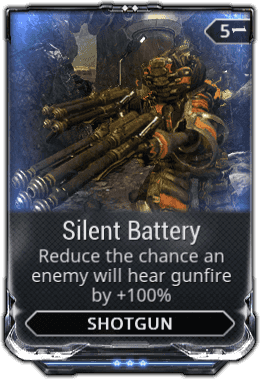 5
Silent Battery
Reduce the chance an
enemy will hear gunfire
by +100%
SHOTGUN